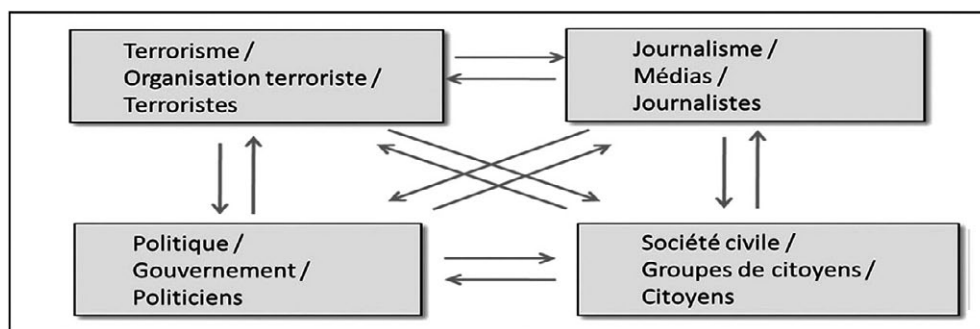 Terrorisme /
Organisation terroriste /
Terroristes
Journalisme /
Médias /
Journalistes
Politique /
Gouvernement /
Politiciens
Société civile /
Groupes de citoyens /
Citoyens